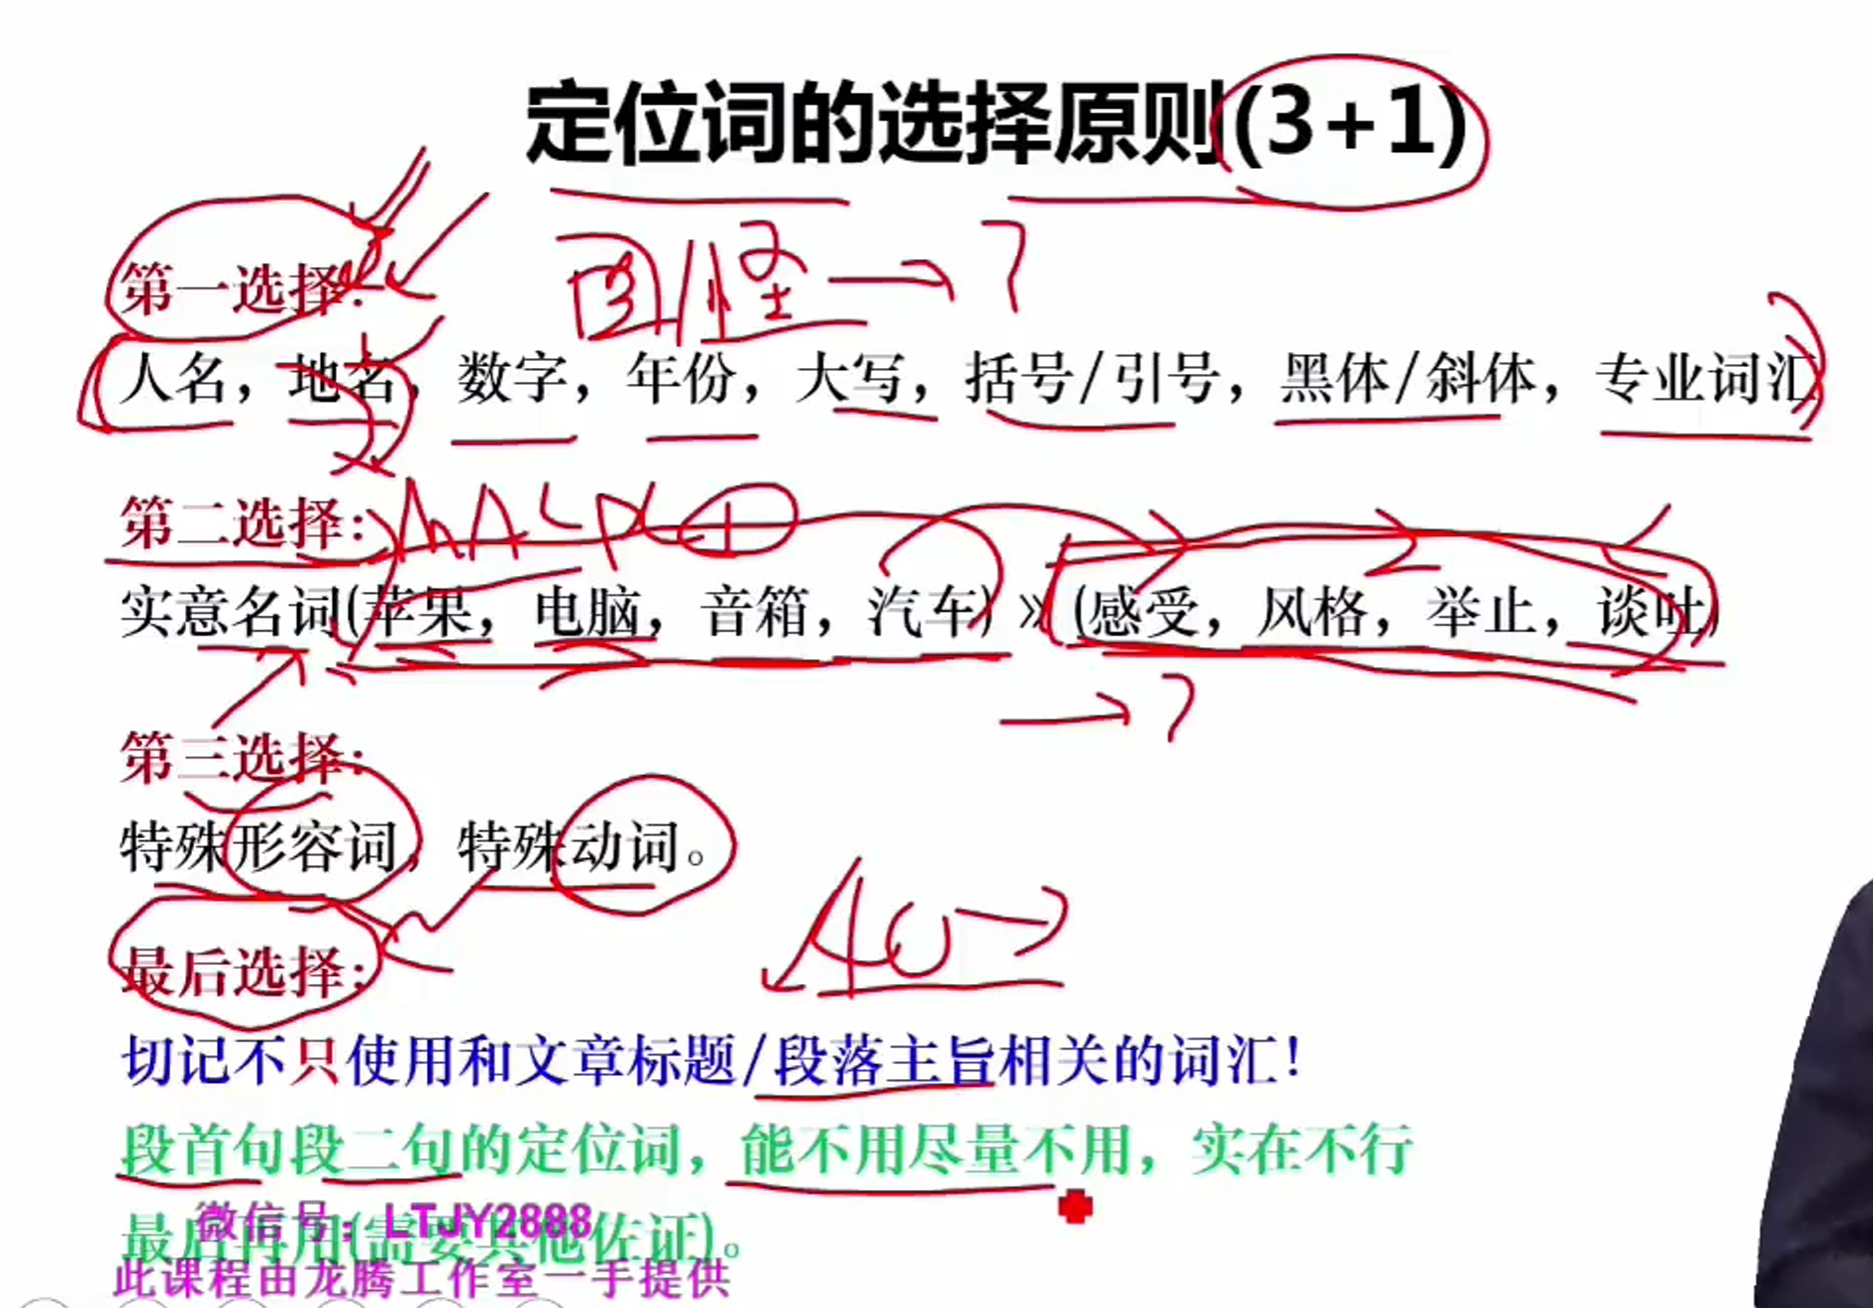 定位词的选择原则(3+1)
第一选择:
人名，地名，数字，年份，大写，括号/引号，黑体/斜体，专业词汇
第二选择:
实意名词(苹果，电脑，音箱，汽车) 》 (感受，风格，举止，谈吐)
第三选择:
特殊形容词，特殊动词。
最后选择:
切记不只使用和文章标题/段落主旨相关的词汇！
段首句段二句的定位词，能不用尽量不用，实在不行
最后再用(需要其他佐证)。
微信号：LTJY2888
此课程由龙腾工作室一手提供